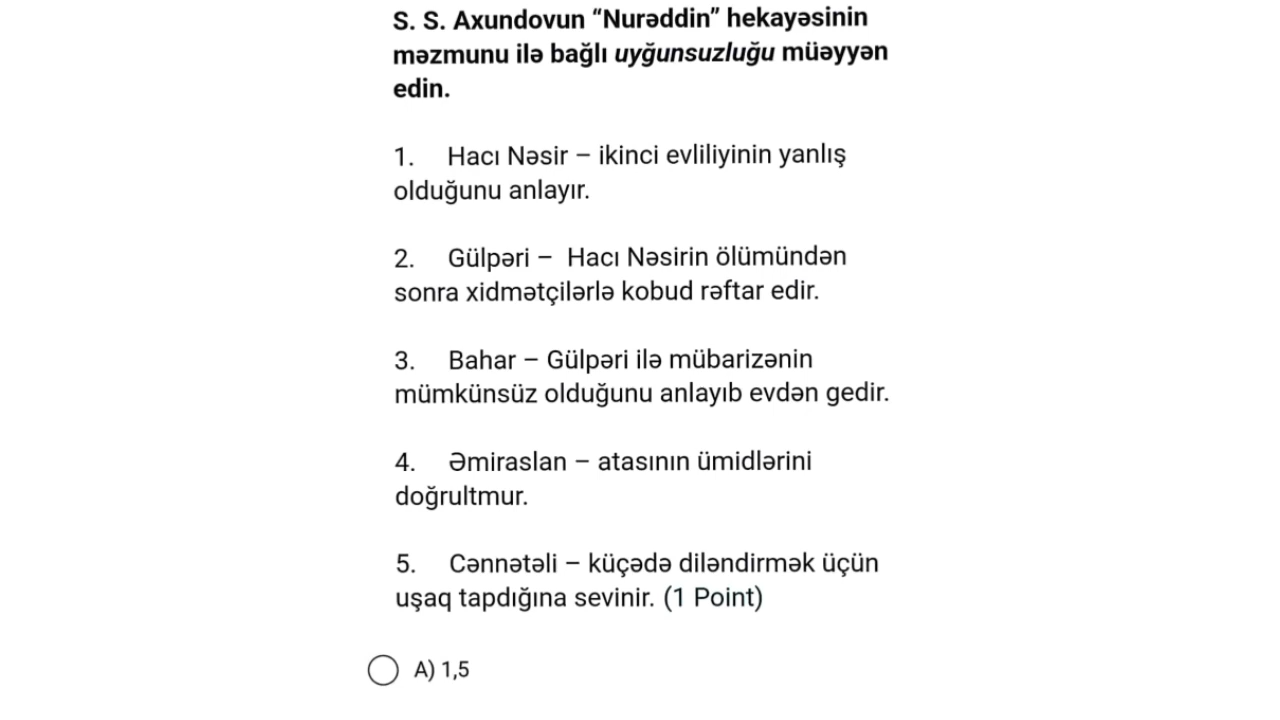 S. S. Axundovun “Nurəddin” hekayəsinin
məzmunu ilə bağlı uyğunsuzluğu müəyyən
edin.
1. Hacı Nəsir – ikinci evliliyinin yanlış
olduğunu anlayır.
2. Gülpəri – Hacı Nəsirin ölümündən
sonra xidmətçilərlə kobud rəftar edir.
3. Bahar – Gülpəri ilə mübarizənin
mümkünsüz olduğunu anlayıb evdən gedir.
4. Əmiraslan – atasının ümidlərini
doğrultmur.
5. Cənnətəli – küçədə diləndirmək üçün
uşaq tapdığına sevinir. (1 Point)
A) 1,5